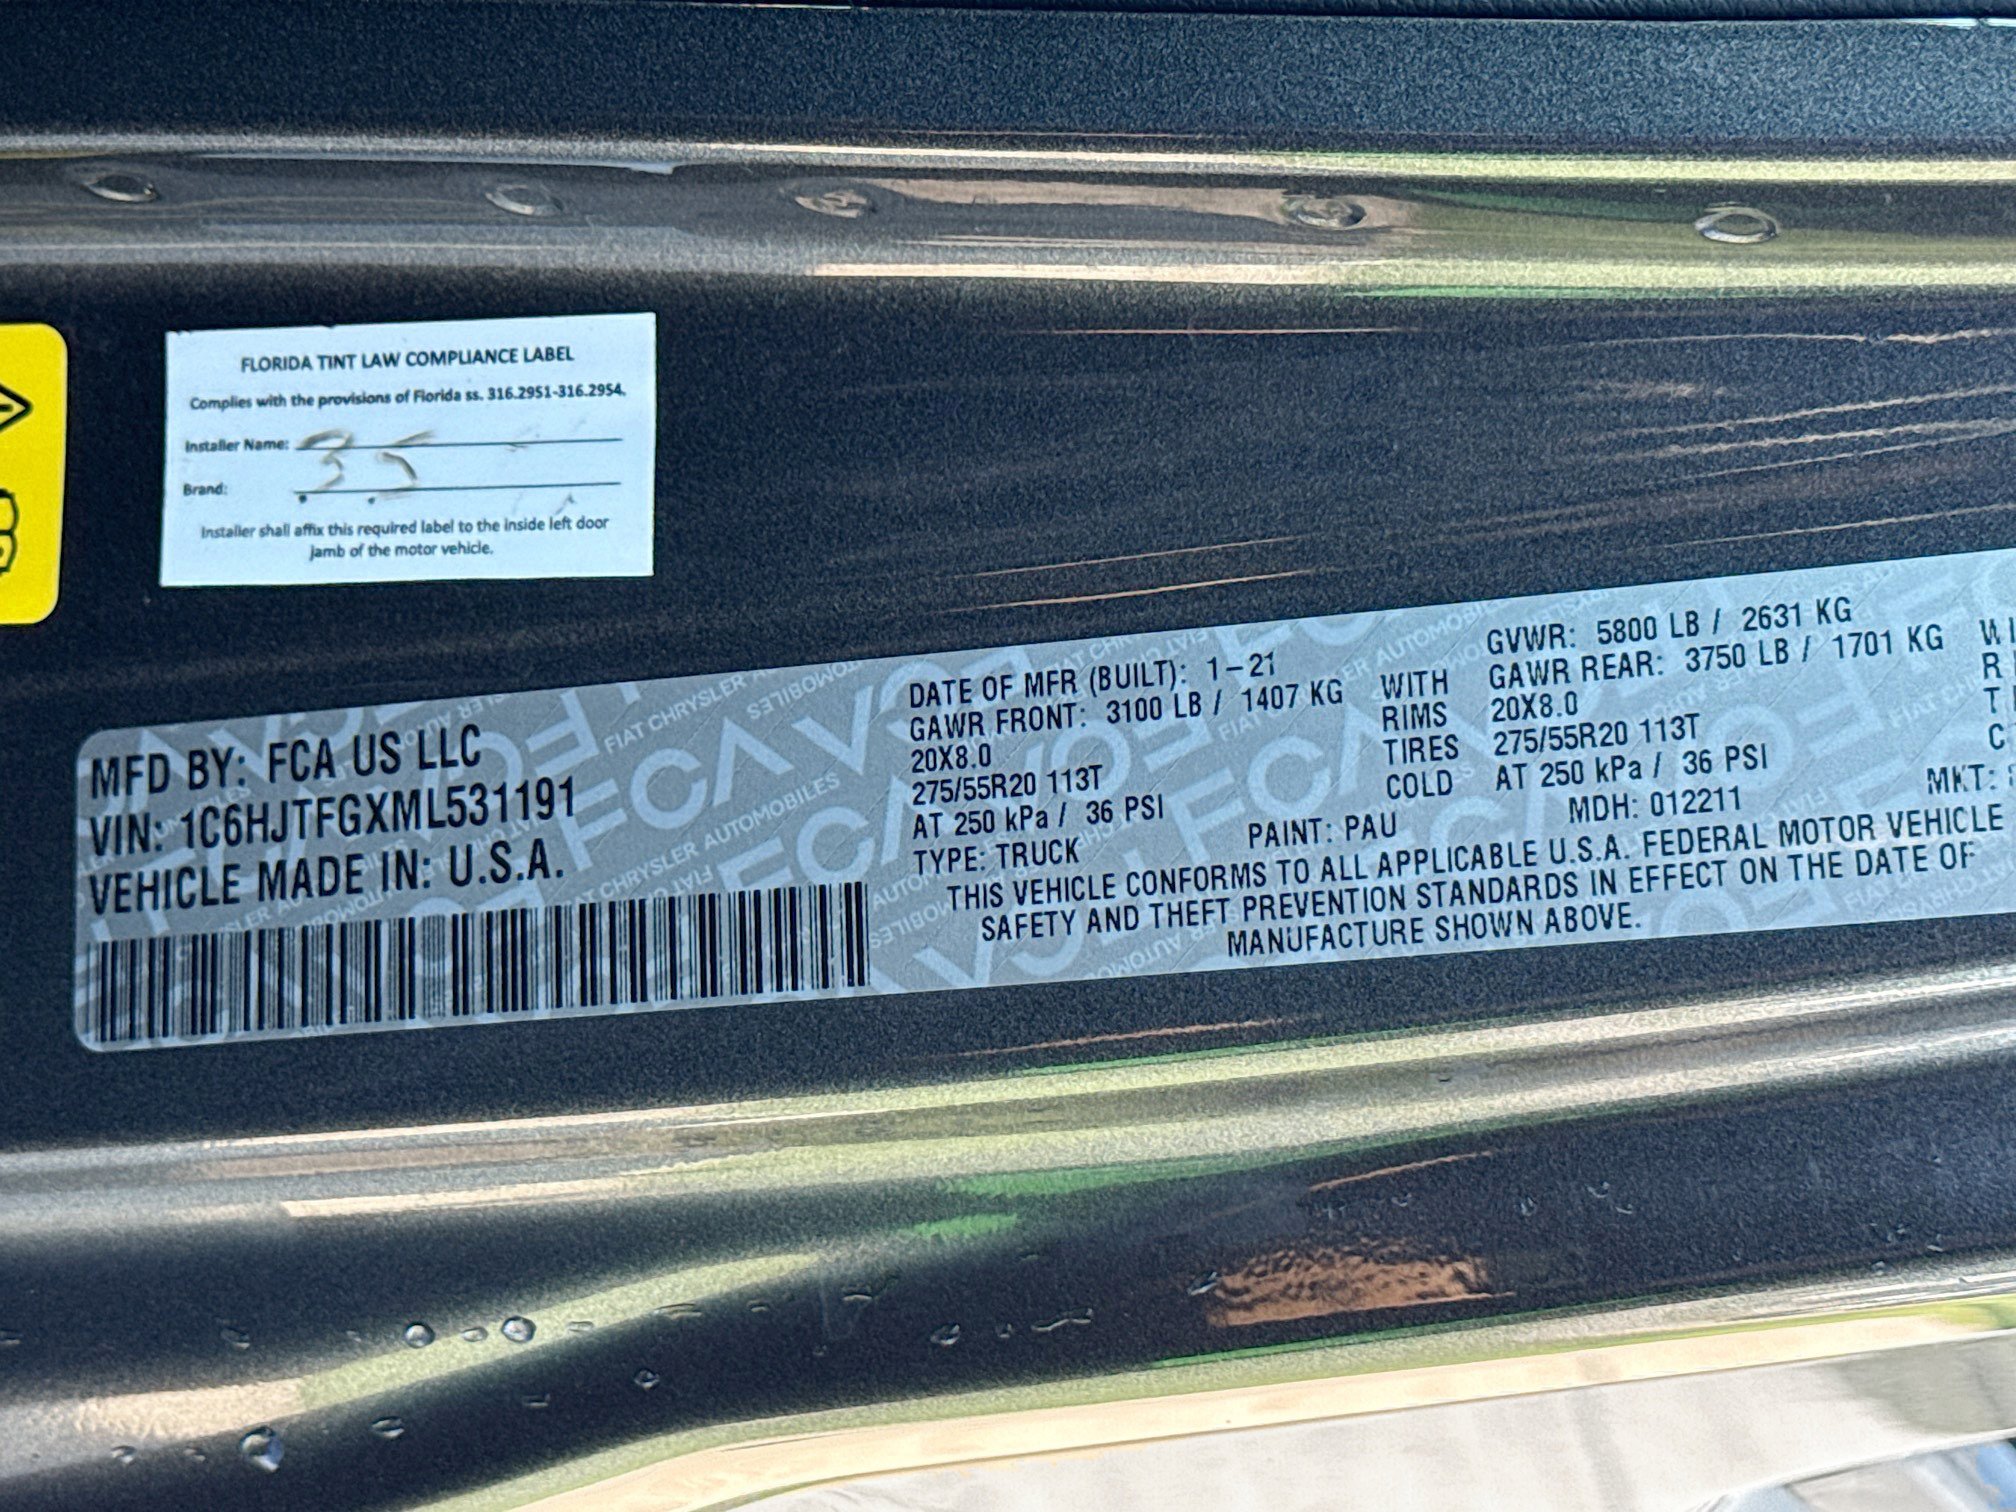 FLORIDA TINT LAW COMPLIANCE LABEL
Complies with the provisions of Florida ss. 316.2951-316.2954.
Installer Name:
Brand:
Installer shall affix this required label to the inside left door
jamb of the motor vehicle.
MFD BY: FCA US LLC
VIN: 1C6HJTFGXML531191
VEHICLE MADE IN: U.S.A.
DATE OF MFR (BUILT): 1-21 GVWR: 5800 LB / 2631 KG
GAWR FRONT: 3100 LB / 1407 KG WITH GAWR REAR: 3750 LB / 1701 KG
20X8.0 RIMS 20X8.0
275/55R20 113T TIRES 275/55R20 113T
AT 250 kPa / 36 PSI COLD AT 250 kPa / 36 PSI
TYPE: TRUCK PAINT: PAU MDH: 012211 MKT:
THIS VEHICLE CONFORMS TO ALL APPLICABLE U.S.A. FEDERAL MOTOR VEHICLE
SAFETY AND THEFT PREVENTION STANDARDS IN EFFECT ON THE DATE OF
MANUFACTURE SHOWN ABOVE.